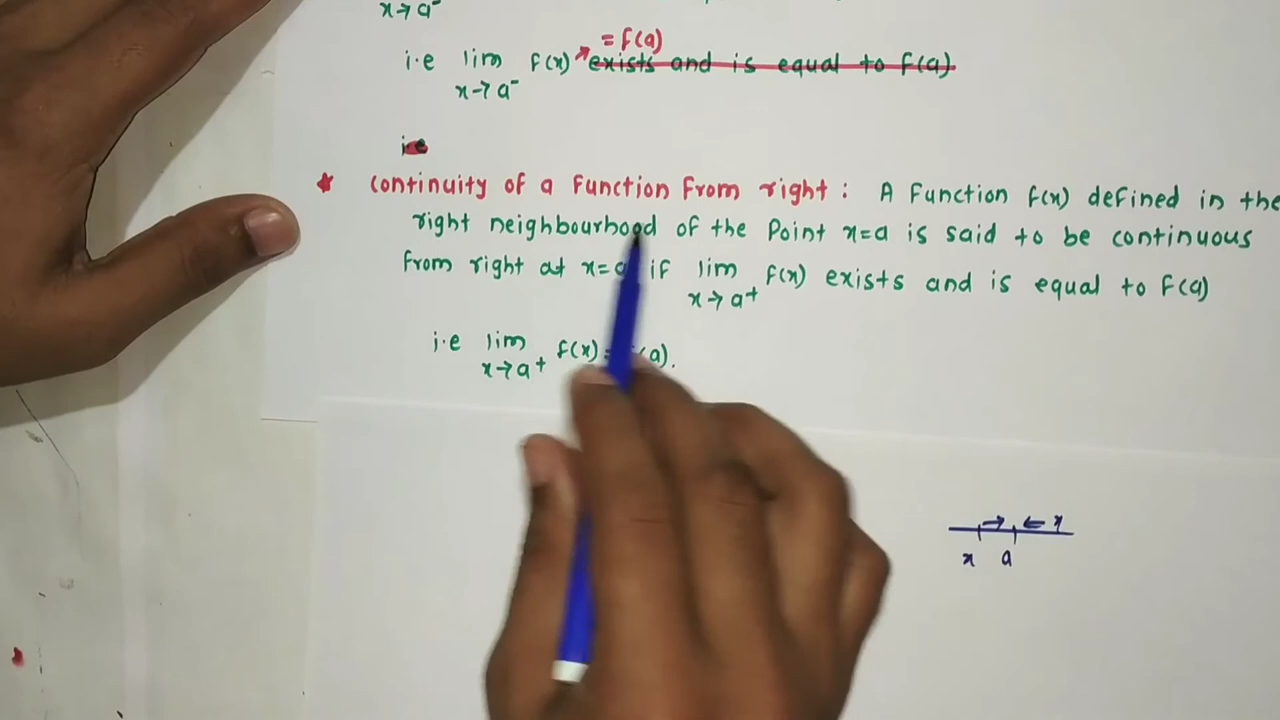 x→a⁻
= f(a)
i.e lim f(x) exists and is equal to f(a)
x→a⁻
i.e
* Continuity of a Function From right : A Function f(x) defined in the
right neighbourhood of the Point x=a is said to be continuous
From right at x=a if lim f(x) exists and is equal to f(a)
x→a⁺
i.e lim f(x)= (a).
x→a⁺
→ ← x
x a